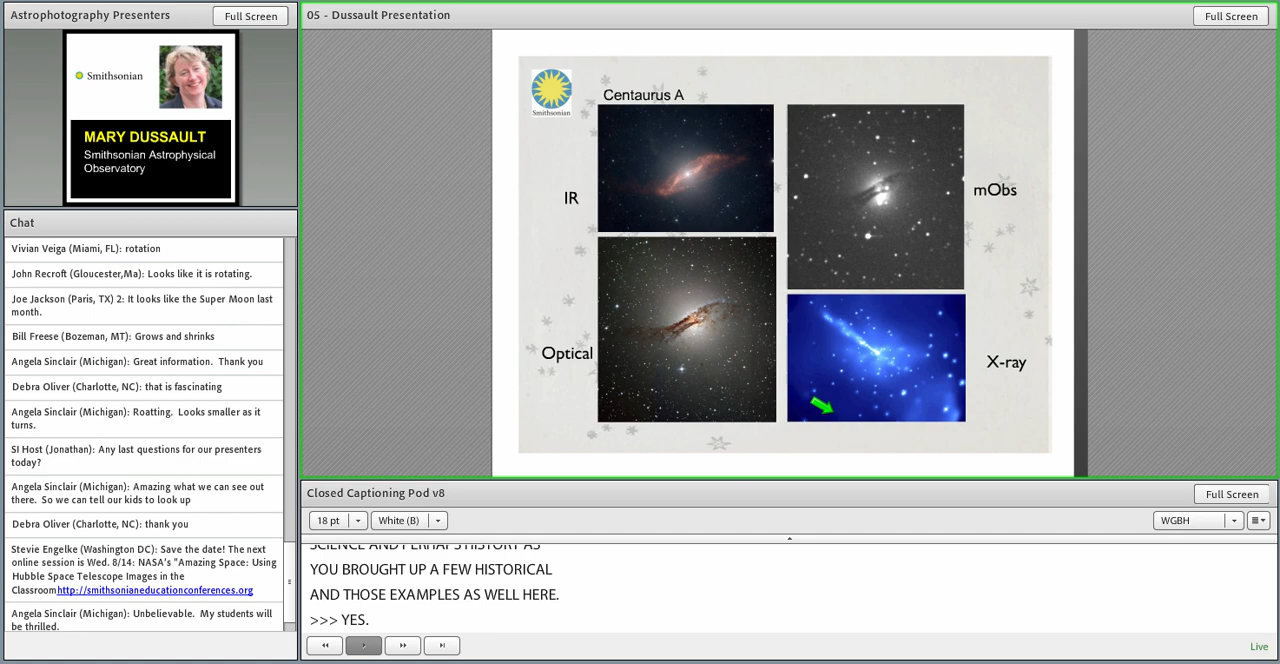 Astrophotography Presenters
Full Screen
Smithsonian
MARY DUSSAULT
Smithsonian Astrophysical
Observatory
Chat
Vivian Veiga (Miami, FL): rotation
John Recroft (Gloucester,Ma): Looks like it is rotating.
Joe Jackson (Paris, TX) 2: It looks like the Super Moon last
month.
Bill Freese (Bozeman, MT): Grows and shrinks
Angela Sinclair (Michigan): Great information.  Thank you
Debra Oliver (Charlotte, NC): that is fascinating
Angela Sinclair (Michigan): Roatting.  Looks smaller as it
turns.
SI Host (Jonathan): Any last questions for our presenters
today?
Angela Sinclair (Michigan): Amazing what we can see out
there.  So we can tell our kids to look up
Debra Oliver (Charlotte, NC): thank you
Stevie Engelke (Washington DC): Save the date! The next
online session is Wed. 8/14: NASA's "Amazing Space: Using
Hubble Space Telescope Images in the
Classroomhttp://smithsonianeducationconferences.org
Angela Sinclair (Michigan): Unbelievable.  My students will
be thrilled.
05 - Dussault Presentation
Full Screen
Smithsonian
Centaurus A
IR
mObs
Optical
X-ray
Closed Captioning Pod v8
Full Screen
18 pt
White (B)
WGBH
SCIENCE AND PERHAPS HISTORY AS
YOU BROUGHT UP A FEW HISTORICAL
AND THOSE EXAMPLES AS WELL HERE.
>>> YES.
Live